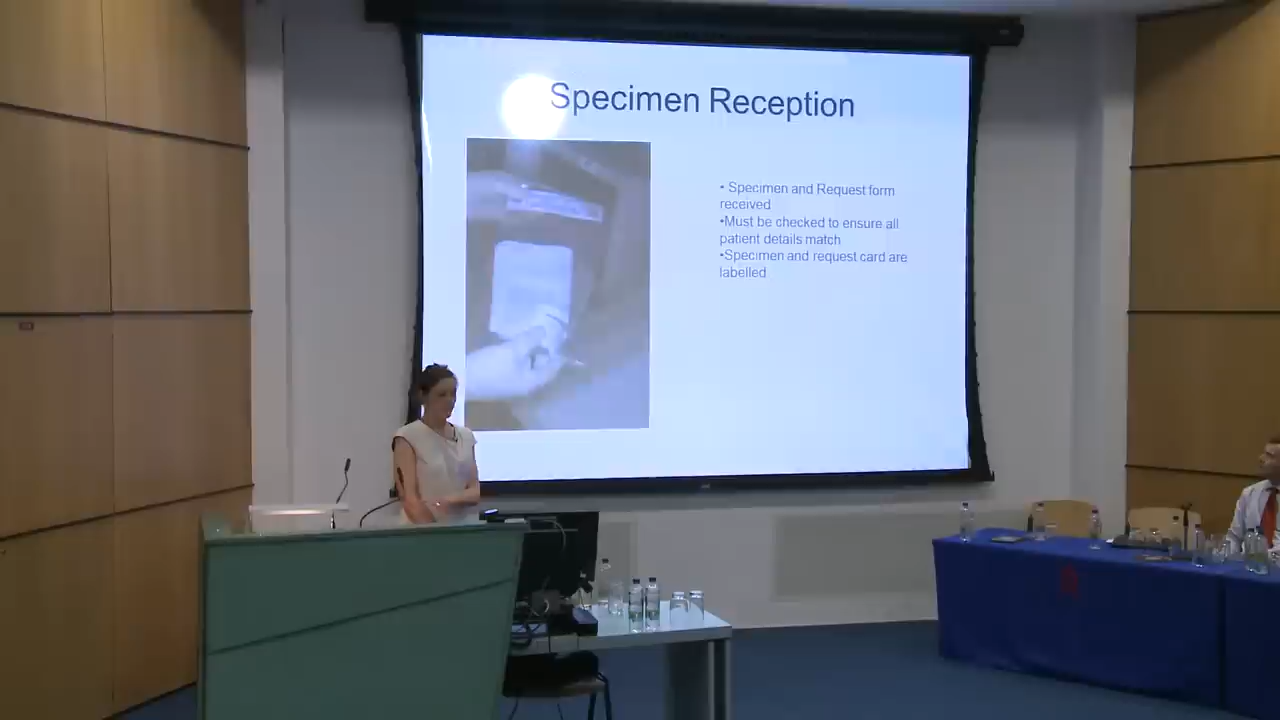 Specimen Reception
• Specimen and Request form
received
•Must be checked to ensure all
patient details match
•Specimen and request card are
labelled